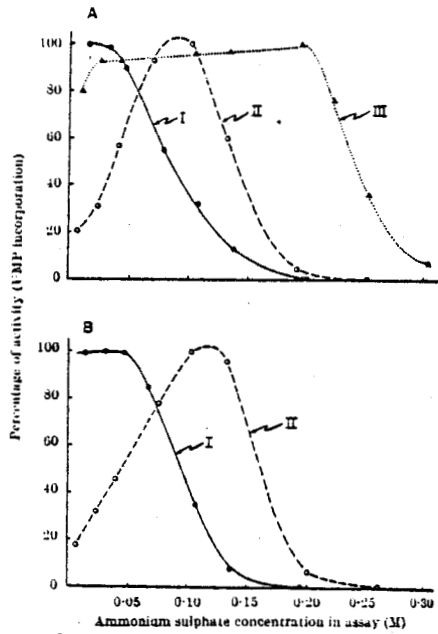 A
100
80
60
40
20
0
I
II
III
Percentage of activity (UMP incorporation)
B
100
80
60
40
20
0
I
II
0·05
0·10
0·15
0·20
0·25
0·30
Ammonium sulphate concentration in assay (M)